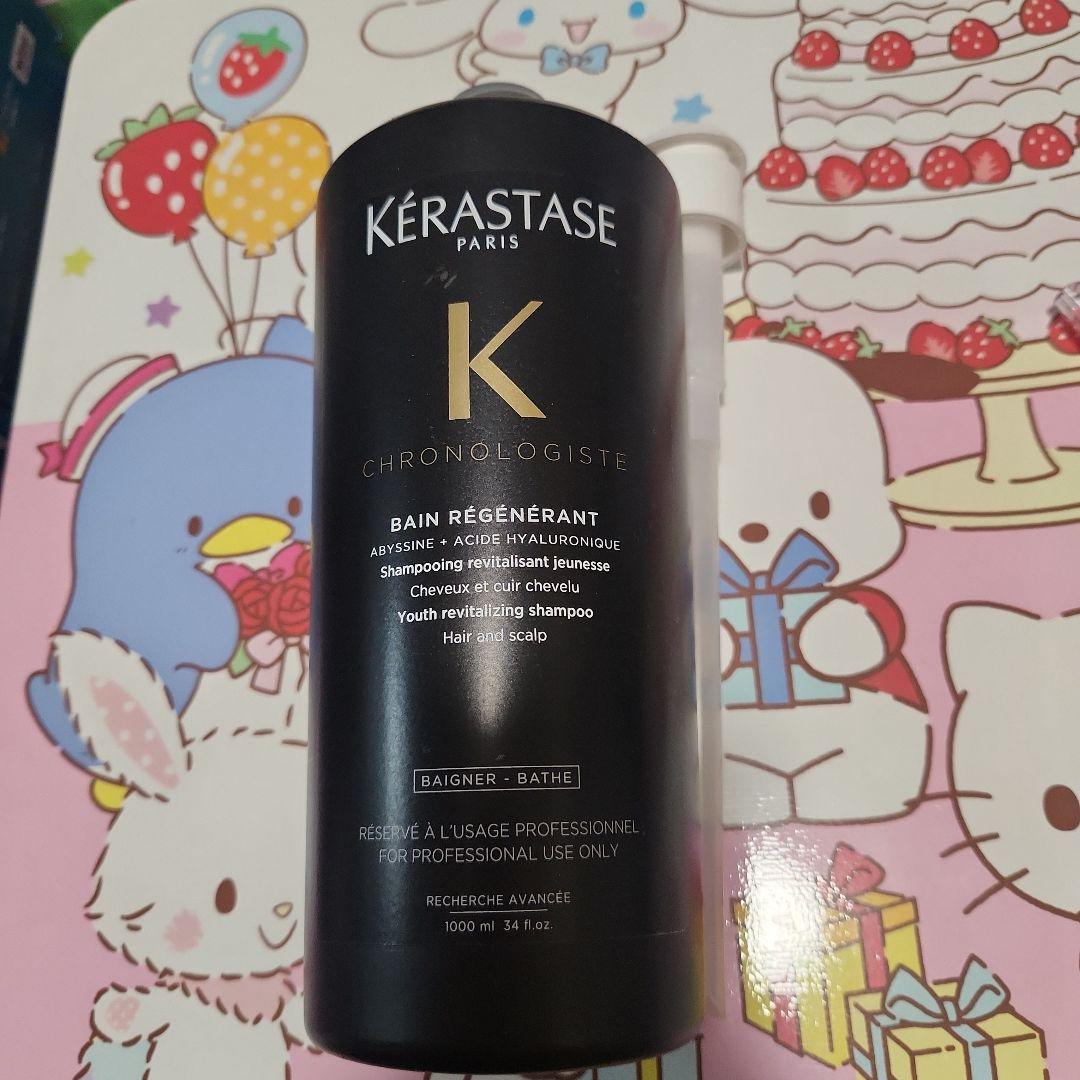 KÉRASTASE
PARIS
K
CHRONOLOGISTE
BAIN RÉGÉNÉRANT
ABYSSINE + ACIDE HYALURONIQUE
Shampooing revitalisant jeunesse
Cheveux et cuir chevelu
Youth revitalizing shampoo
Hair and scalp
BAIGNER - BATHE
RÉSERVÉ À L'USAGE PROFESSIONNEL
FOR PROFESSIONAL USE ONLY
RECHERCHE AVANCÉE
1000 ml 34 fl.oz.